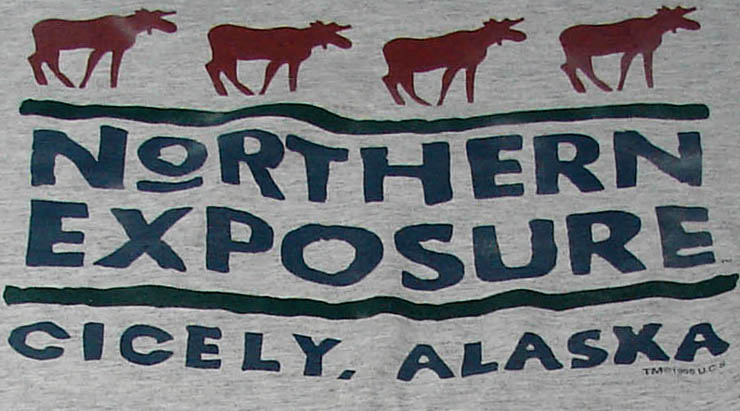 NORTHERN
EXPOSURE
CICELY, ALASKA